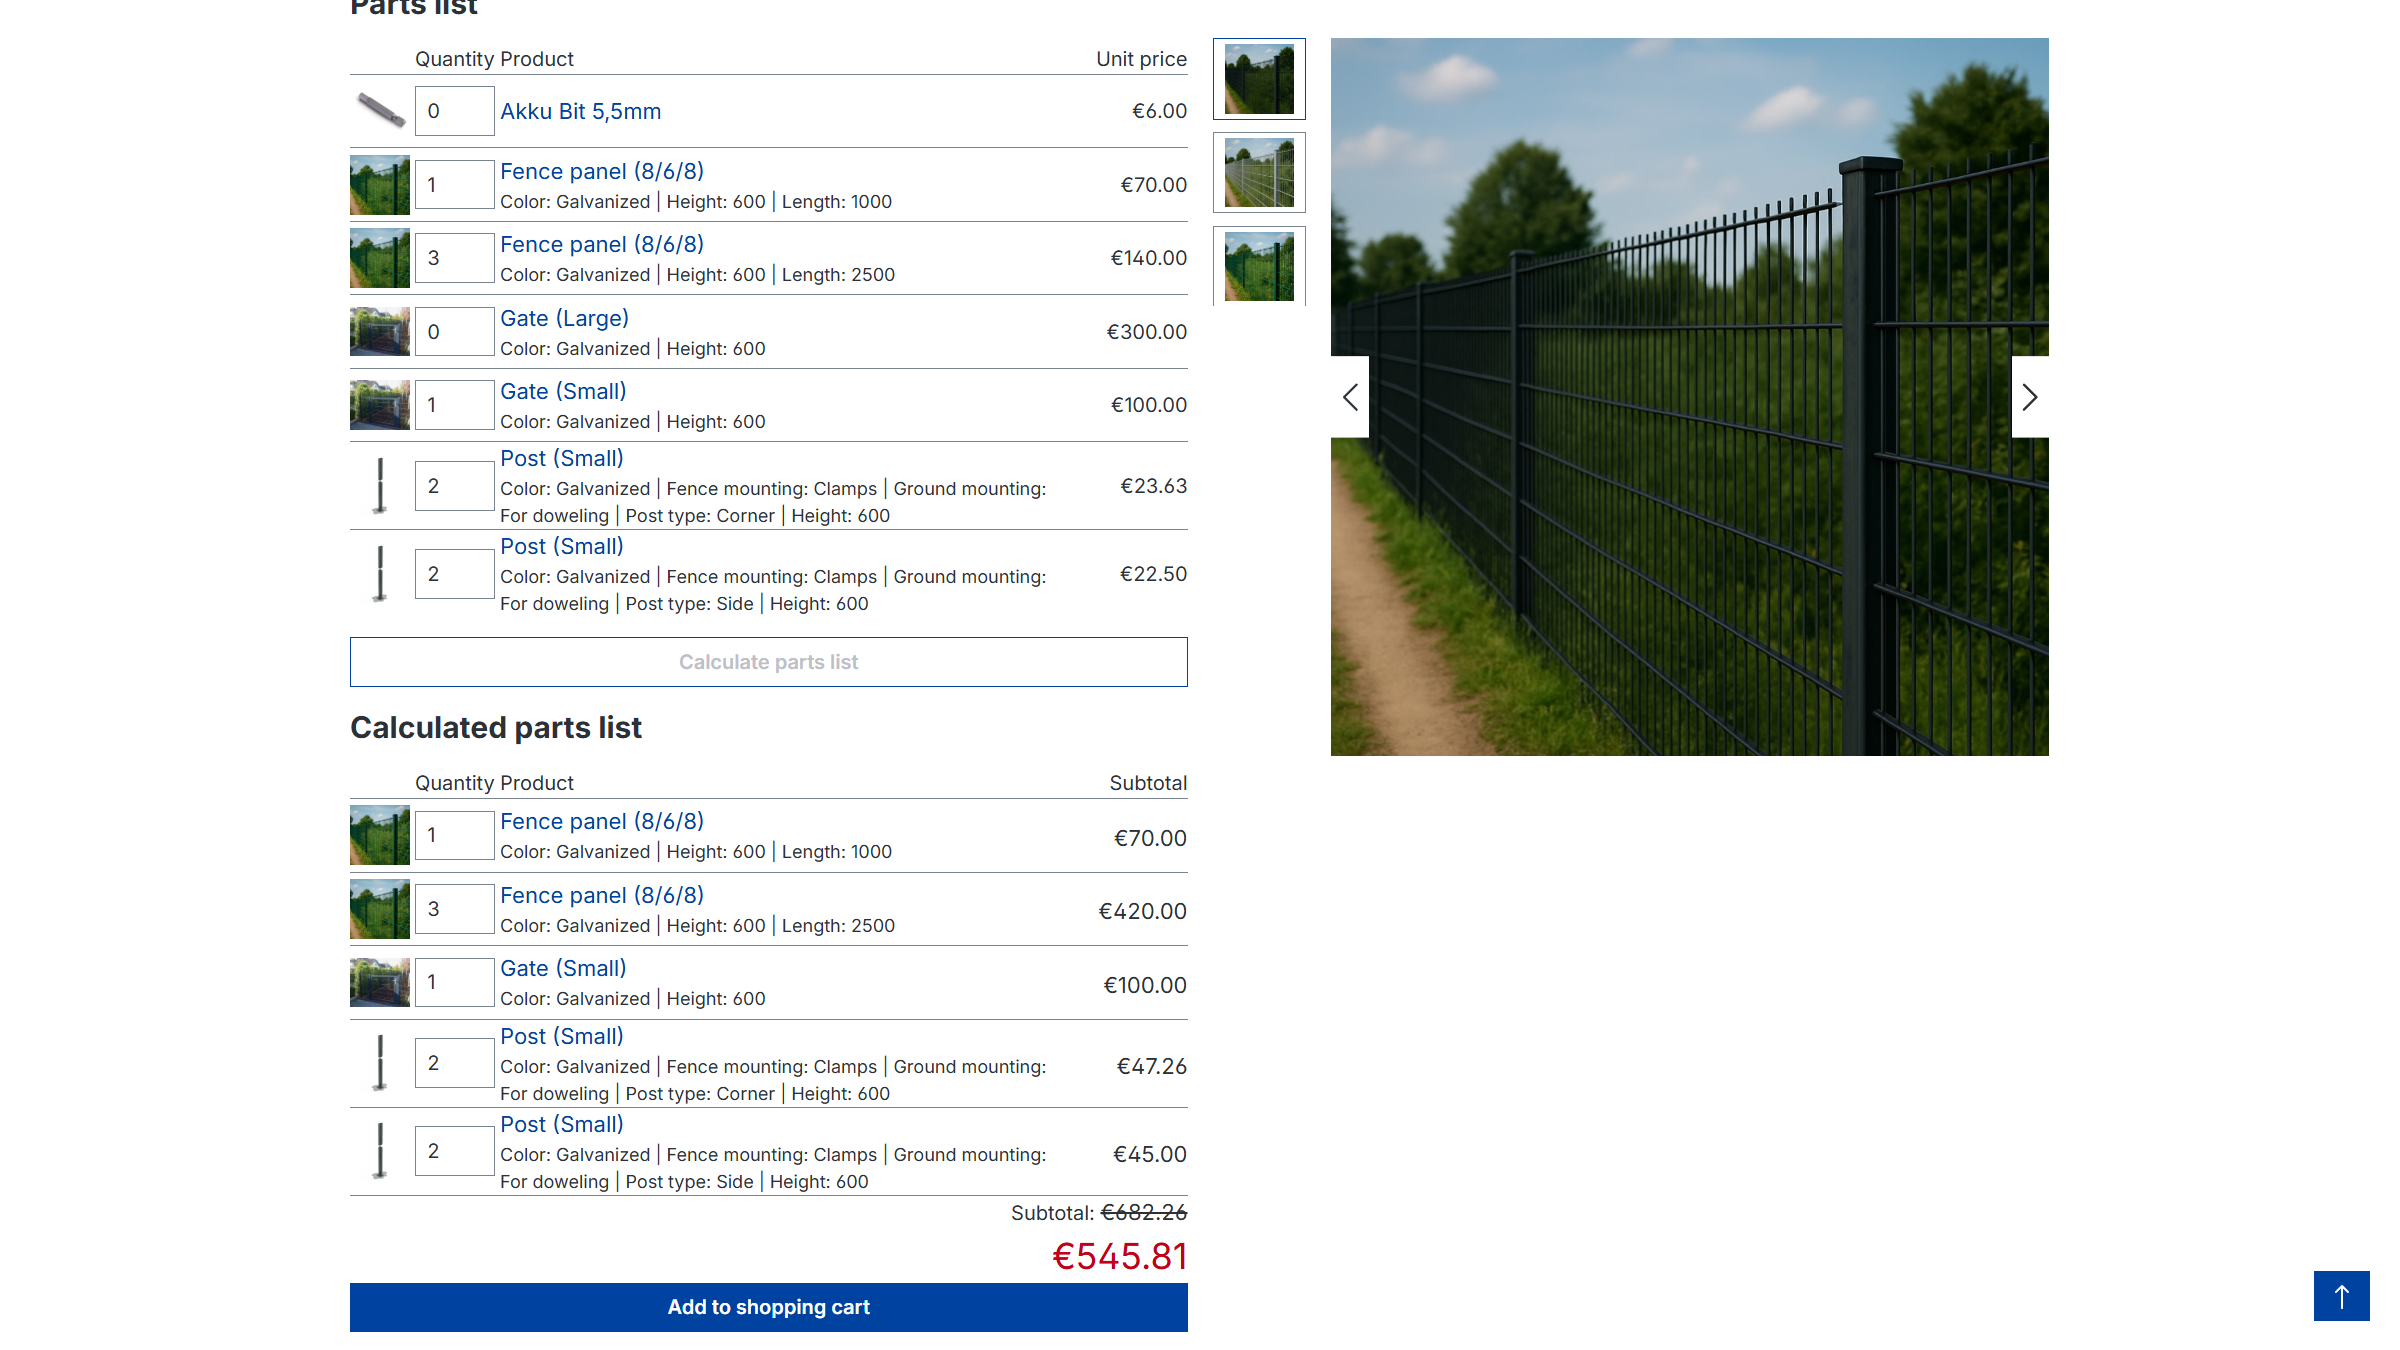 Parts list
Quantity Product Unit price
0 Akku Bit 5,5mm €6.00
1 Fence panel (8/6/8) €70.00
Color: Galvanized | Height: 600 | Length: 1000
3 Fence panel (8/6/8) €140.00
Color: Galvanized | Height: 600 | Length: 2500
0 Gate (Large) €300.00
Color: Galvanized | Height: 600
1 Gate (Small) €100.00
Color: Galvanized | Height: 600
Post (Small)
2 Color: Galvanized | Fence mounting: Clamps | Ground mounting: €23.63
For doweling | Post type: Corner | Height: 600
Post (Small)
2 Color: Galvanized | Fence mounting: Clamps | Ground mounting: €22.50
For doweling | Post type: Side | Height: 600
Calculate parts list
Calculated parts list
Quantity Product Subtotal
1 Fence panel (8/6/8) €70.00
Color: Galvanized | Height: 600 | Length: 1000
3 Fence panel (8/6/8) €420.00
Color: Galvanized | Height: 600 | Length: 2500
1 Gate (Small) €100.00
Color: Galvanized | Height: 600
Post (Small)
2 Color: Galvanized | Fence mounting: Clamps | Ground mounting: €47.26
For doweling | Post type: Corner | Height: 600
Post (Small)
2 Color: Galvanized | Fence mounting: Clamps | Ground mounting: €45.00
For doweling | Post type: Side | Height: 600
Subtotal: €682.26
€545.81
Add to shopping cart